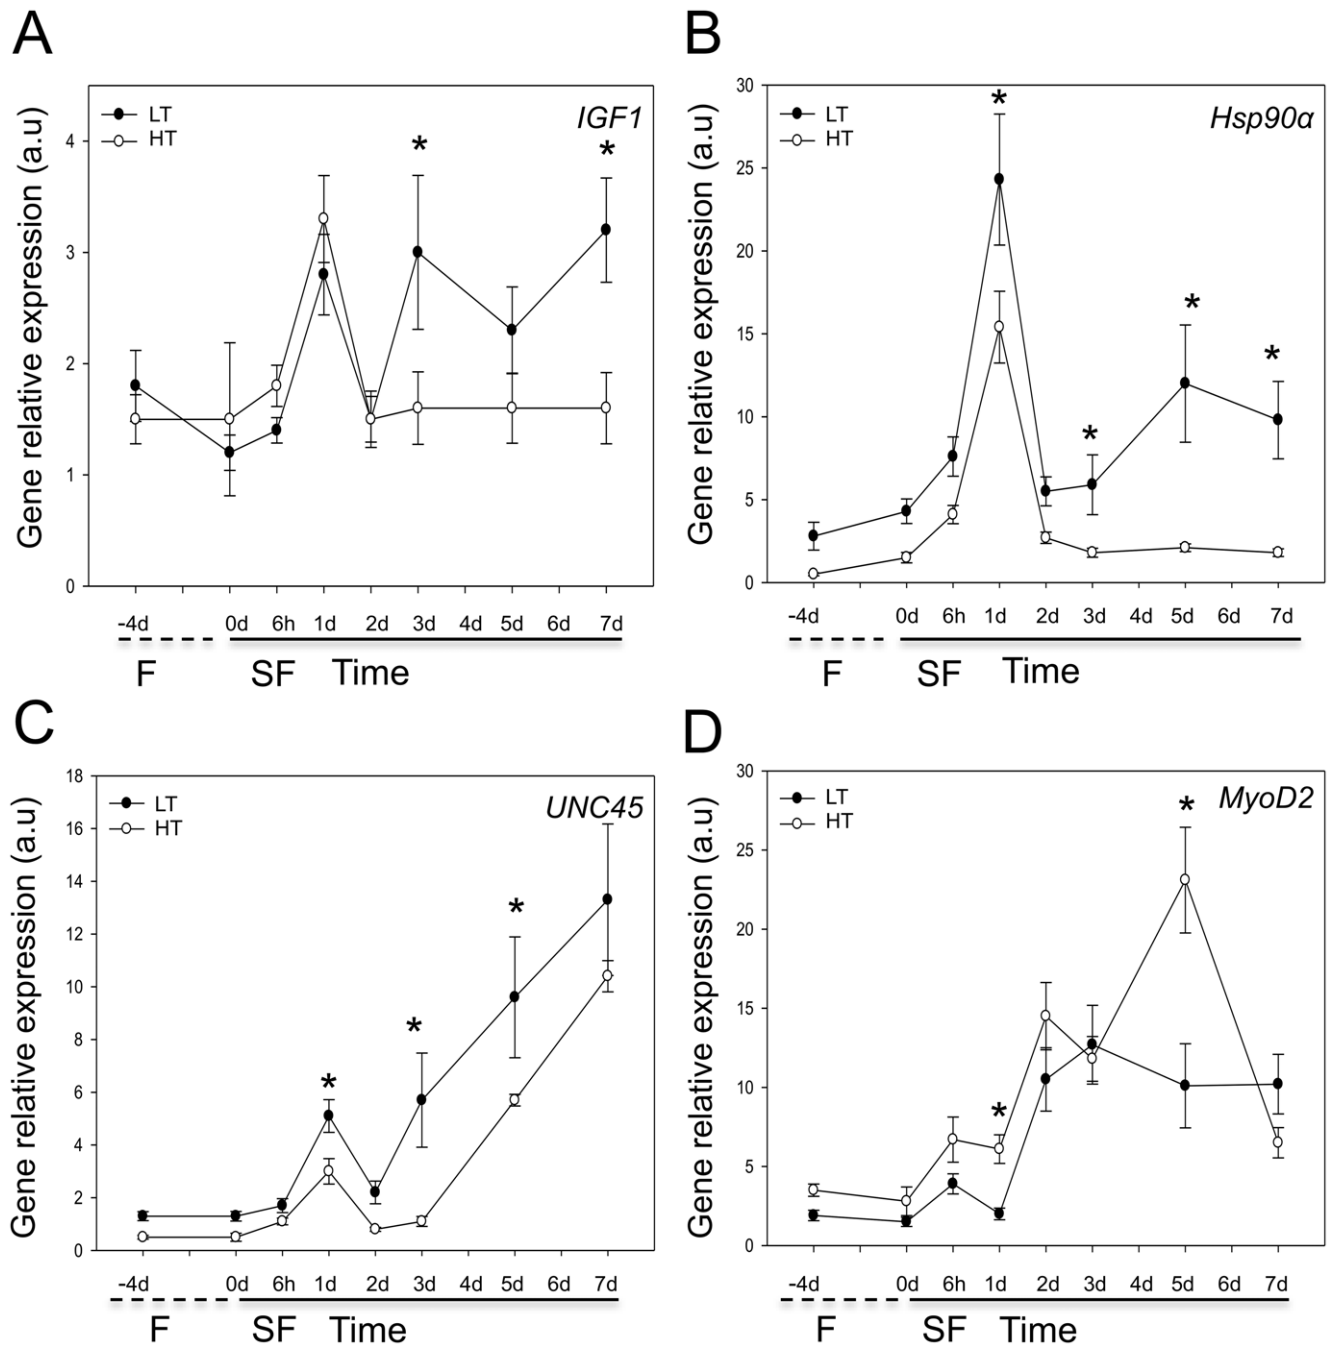 A
Gene relative expression (a.u)
LT
HT
IGF1
*
*
4
3
2
1
0
-4d 0d 6h 1d 2d 3d 4d 5d 6d 7d
F SF Time
B
Gene relative expression (a.u)
LT
HT
Hsp90α
*
*
*
*
30
25
20
15
10
5
0
-4d 0d 6h 1d 2d 3d 4d 5d 6d 7d
F SF Time
C
Gene relative expression (a.u)
LT
HT
UNC45
*
*
*
18
16
14
12
10
8
6
4
2
0
-4d 0d 6h 1d 2d 3d 4d 5d 6d 7d
F SF Time
D
Gene relative expression (a.u)
LT
HT
MyoD2
*
*
30
25
20
15
10
5
0
-4d 0d 6h 1d 2d 3d 4d 5d 6d 7d
F SF Time